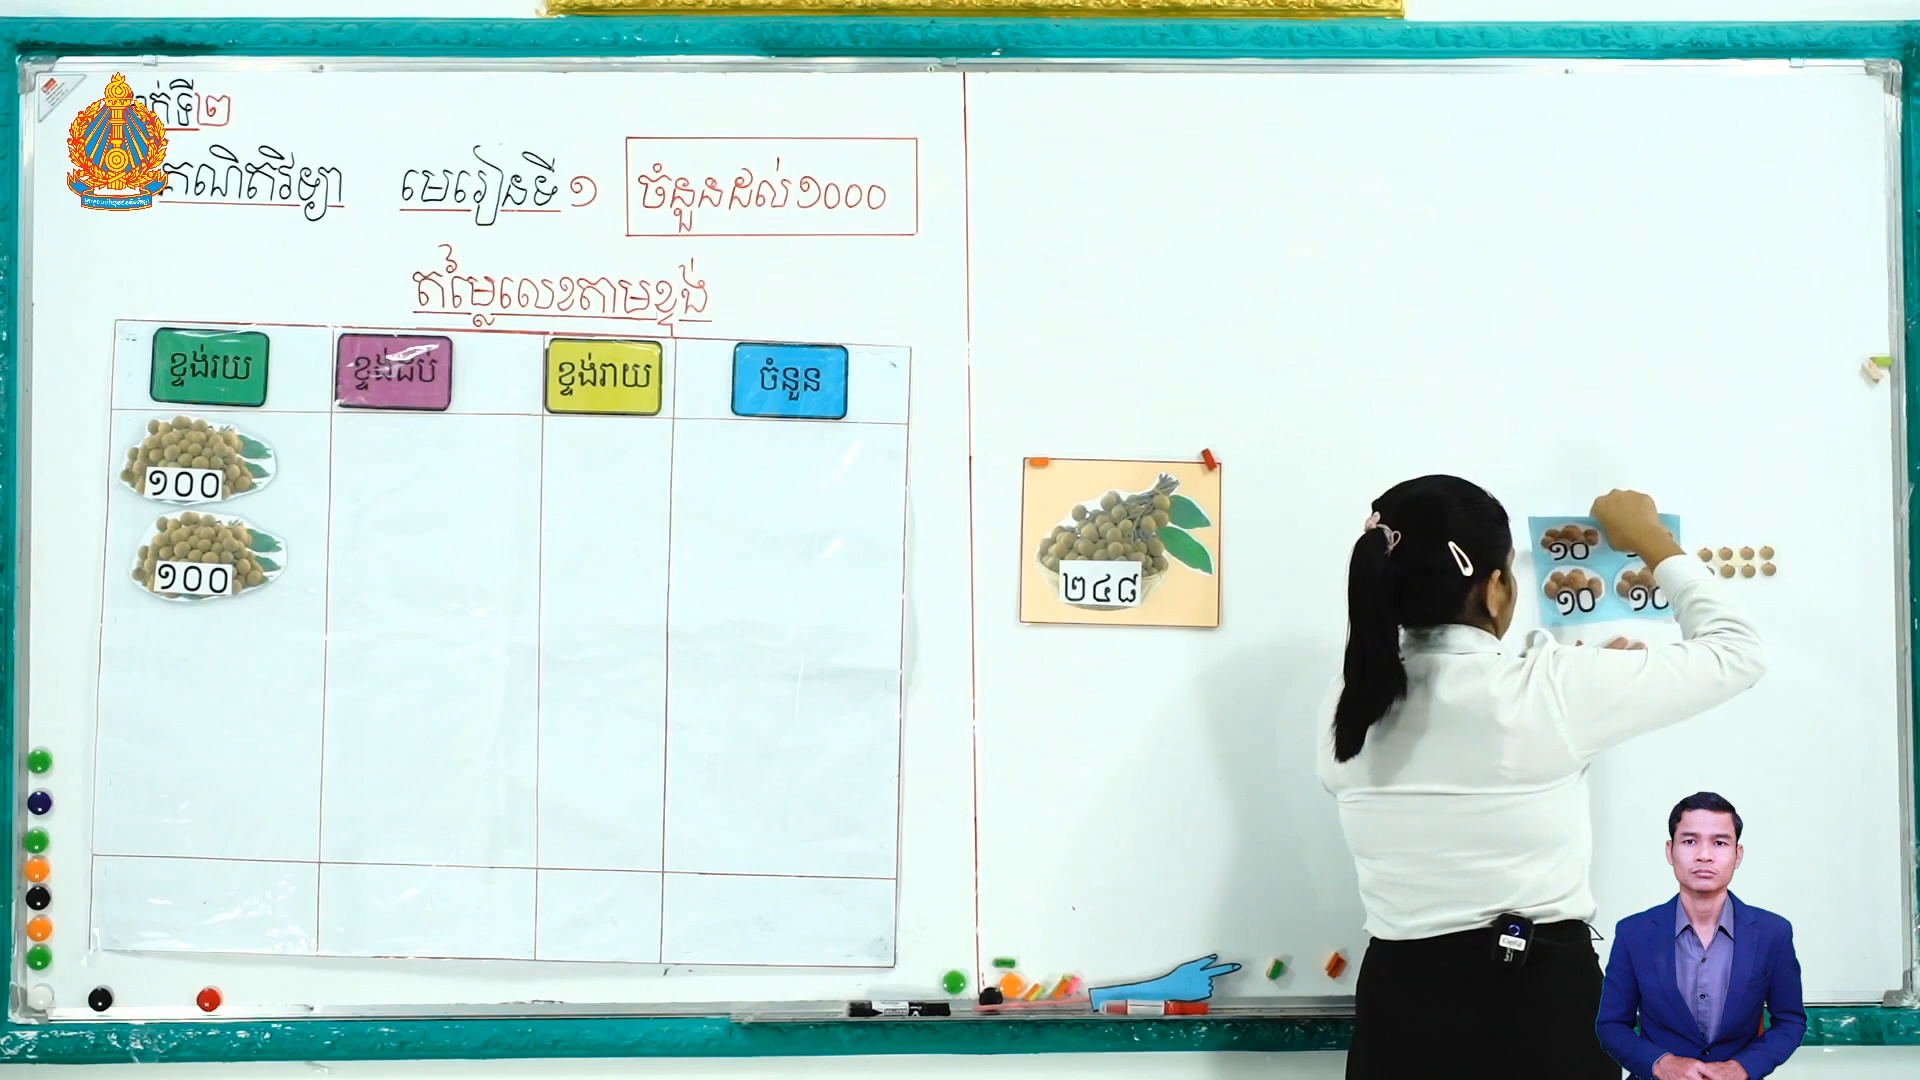 ទី២
គណិតវិទ្យា មេរៀនទី ១ ចំនួនដល់ ១០០០
តម្លៃលេខតាមខ្ទង់
ខ្ទង់រយ ខ្ទង់ដប់ ខ្ទង់រាយ ចំនួន
១០០
១០០
២៤៨
១០
១០ ១០